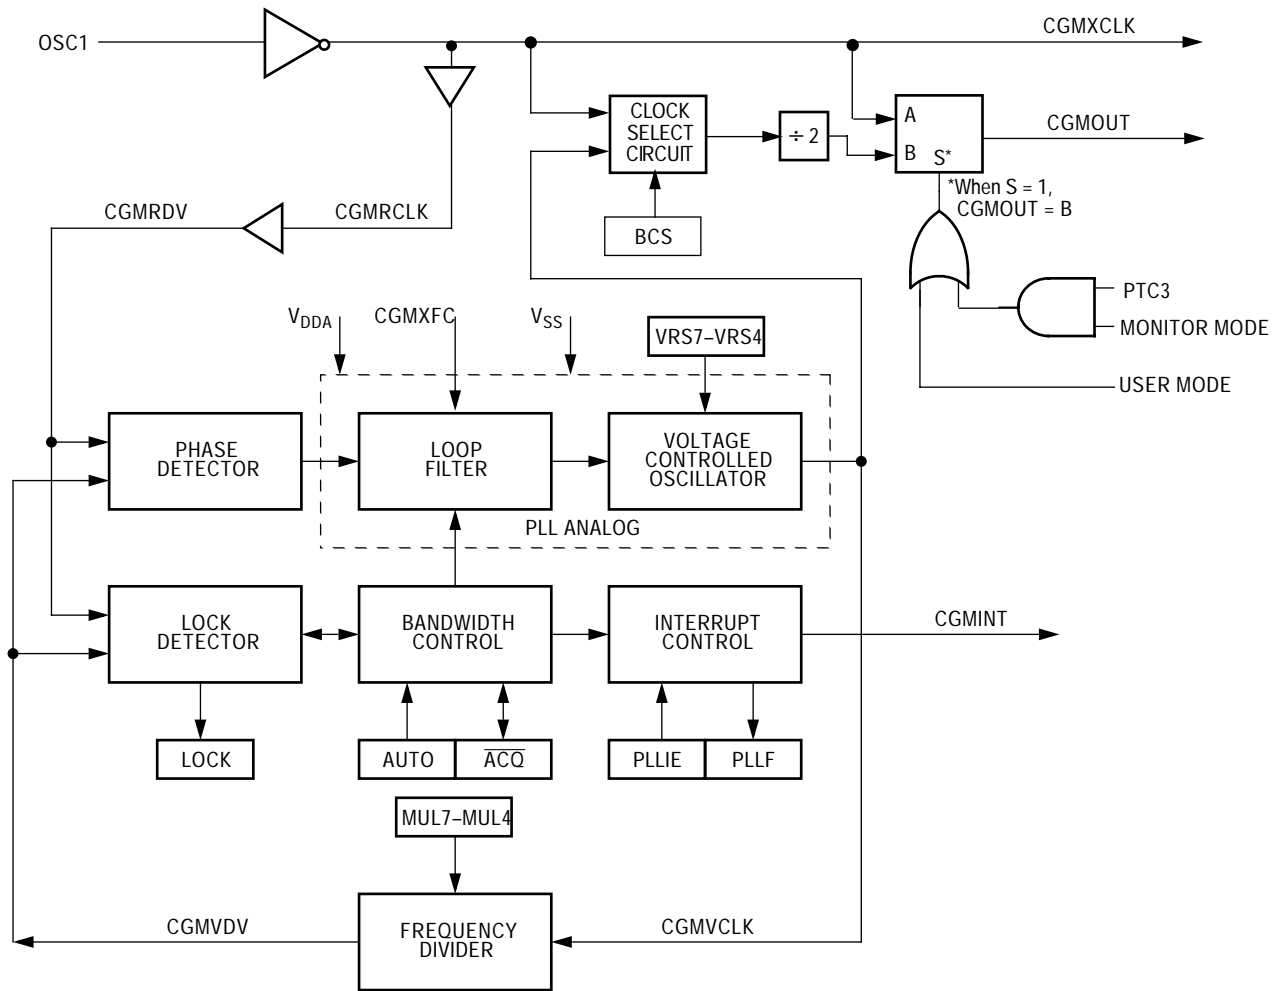 OSC1
CGMXCLK
CLOCK
SELECT
CIRCUIT
÷ 2
A
B
S*
CGMOUT
*When S = 1,
CGMOUT = B
CGMRDV
CGMRCLK
BCS
PTC3
MONITOR MODE
USER MODE
VDDA
CGMXFC
VSS
VRS7–VRS4
PHASE
DETECTOR
LOOP
FILTER
VOLTAGE
CONTROLLED
OSCILLATOR
PLL ANALOG
LOCK
DETECTOR
BANDWIDTH
CONTROL
INTERRUPT
CONTROL
CGMINT
LOCK
AUTO
ACQ
PLLIE
PLLF
MUL7–MUL4
CGMVDV
FREQUENCY
DIVIDER
CGMVCLK